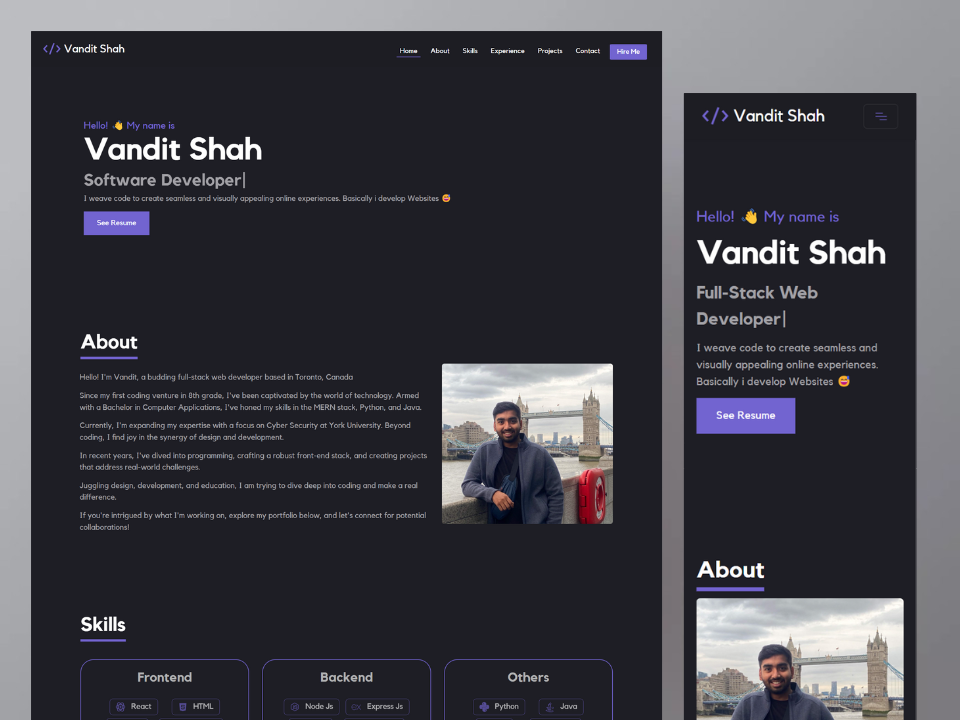 </> Vandit Shah
Home About Skills Experience Projects Contact Hire Me
Hello! 👋 My name is
Vandit Shah
Software Developer|
I weave code to create seamless and visually appealing online experiences. Basically i develop Websites 😅
See Resume
About
Hello! I'm Vandit, a budding full-stack web developer based in Toronto, Canada
Since my first coding venture in 8th grade, I've been captivated by the world of technology. Armed
with a Bachelor in Computer Applications, I've honed my skills in the MERN stack, Python, and Java.
Currently, I'm expanding my expertise with a focus on Cyber Security at York University. Beyond
coding, I find joy in the synergy of design and development.
In recent years, I've dived into programming, crafting a robust front-end stack, and creating projects
that address real-world challenges.
Juggling design, development, and education, I am trying to dive deep into coding and make a real
difference.
If you're intrigued by what I'm working on, explore my portfolio below, and let's connect for potential
collaborations!
Skills
Frontend
React HTML
Backend
Node Js Express Js
Others
Python Java
</> Vandit Shah
Hello! 👋 My name is
Vandit Shah
Full-Stack Web
Developer|
I weave code to create seamless and
visually appealing online experiences.
Basically i develop Websites 😅
See Resume
About